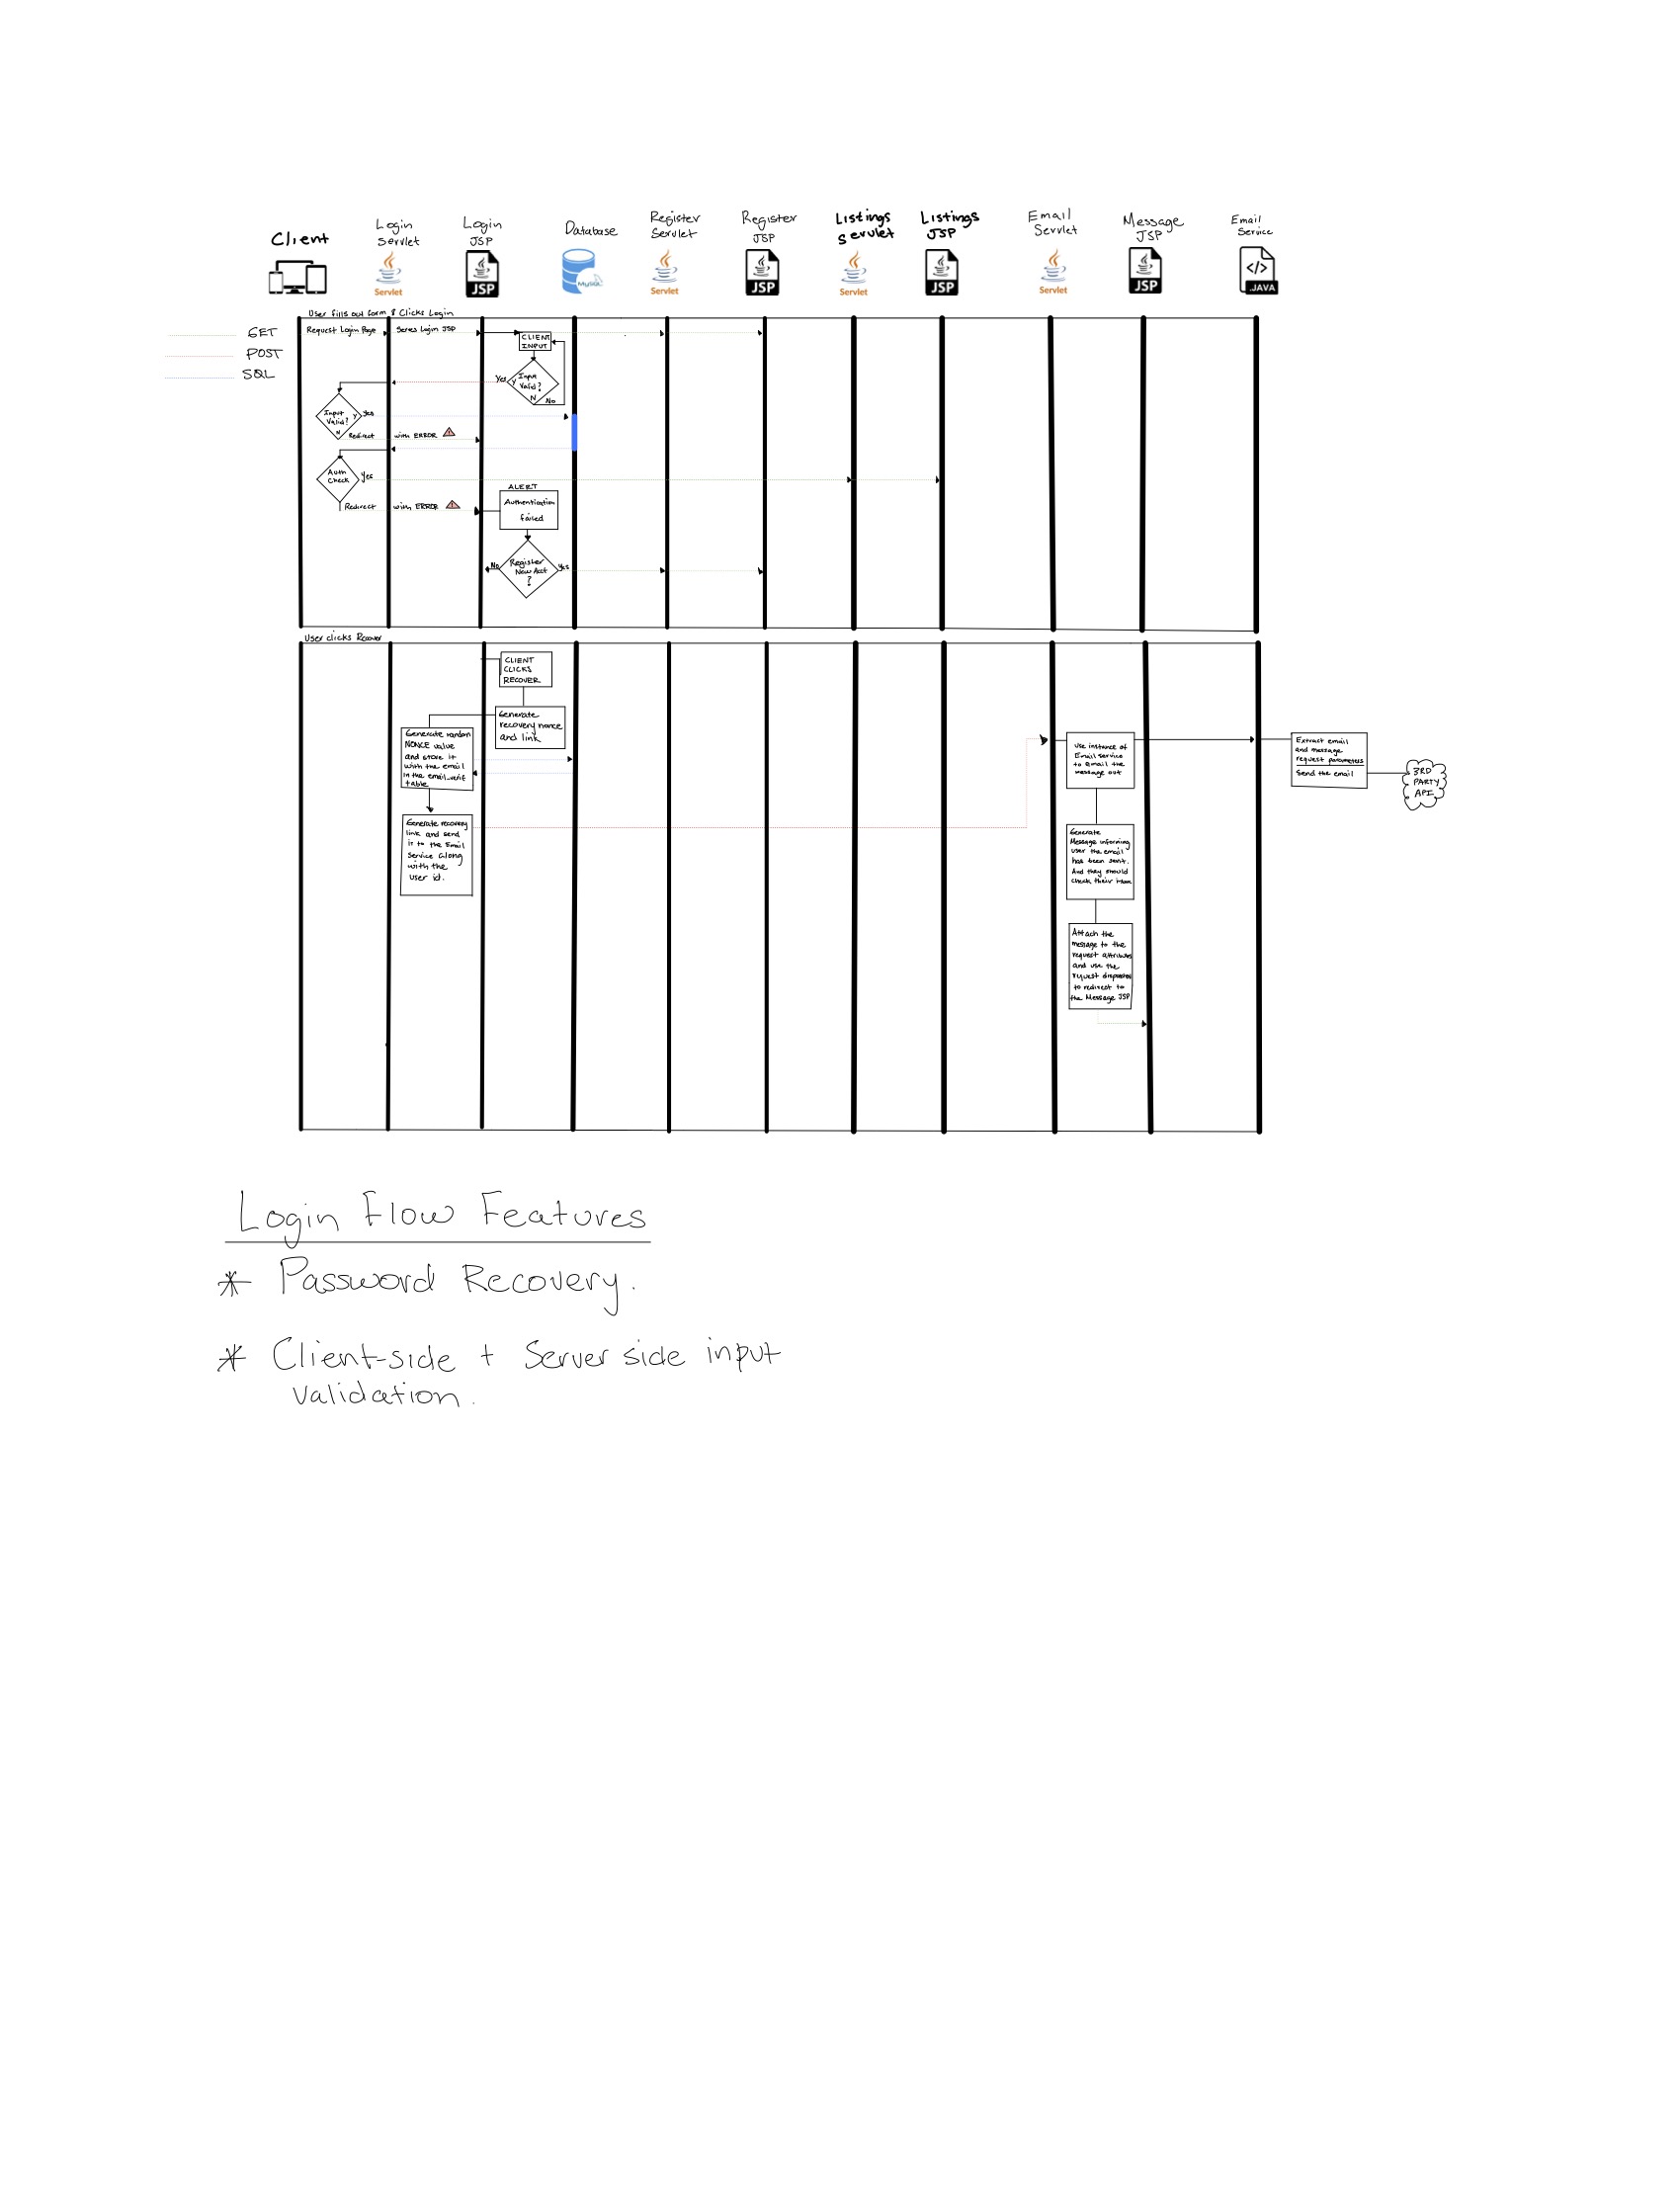 Client
Login
Servlet
Login
JSP
Database
Register
Servlet
Register
JSP
Listings
Servlet
Listings
JSP
Email
Servlet
Message
JSP
Email
Service
Servlet
JSP
MySQL
Servlet
JSP
Servlet
JSP
Servlet
JSP
</>
.JAVA
GET
POST
SQL
User fills out form & Clicks Login
Request Login Page
Serves Login JSP
CLIENT
INPUT
Input
Valid?
Yes
Y
N
No
Input
Valid?
Y
Yes
N
Redirect
with ERROR
Auth
Check
Yes
Redirect
with ERROR
ALERT
Authentication
failed
Register
New Acct
?
No
Yes
User clicks Recover
CLIENT
CLICKS
RECOVER
Generate
recovery nonce
and link
Generate random
NONCE value
and store it
with the email
in the email_verif
table
Generate recovery
link and send
it to the Email
Service along
with the
user id.
Use instance of
Email service
to email the
message out
Generate
Message informing
user the email
has been sent.
And they should
check their inbox
Attach the
message to the
request attributes
and use the
request dispatcher
to redirect to
the Message JSP
Extract email
and message
request parameters
Send the email
3RD
PARTY
API
Login Flow Features
* Password Recovery.
* Client-side + Server side input
validation.